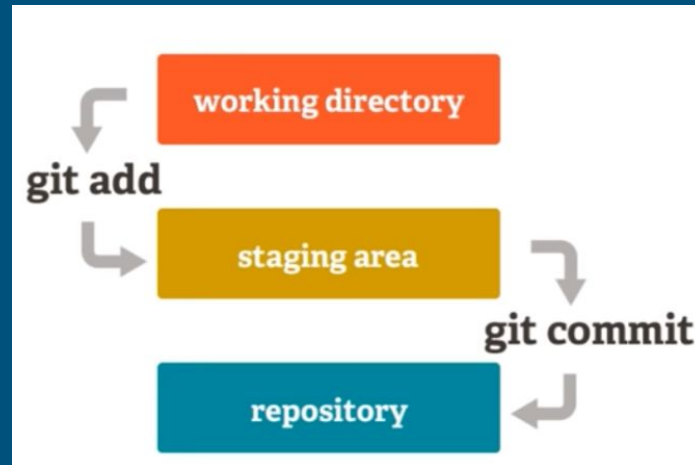 working directory
git add
staging area
git commit
repository